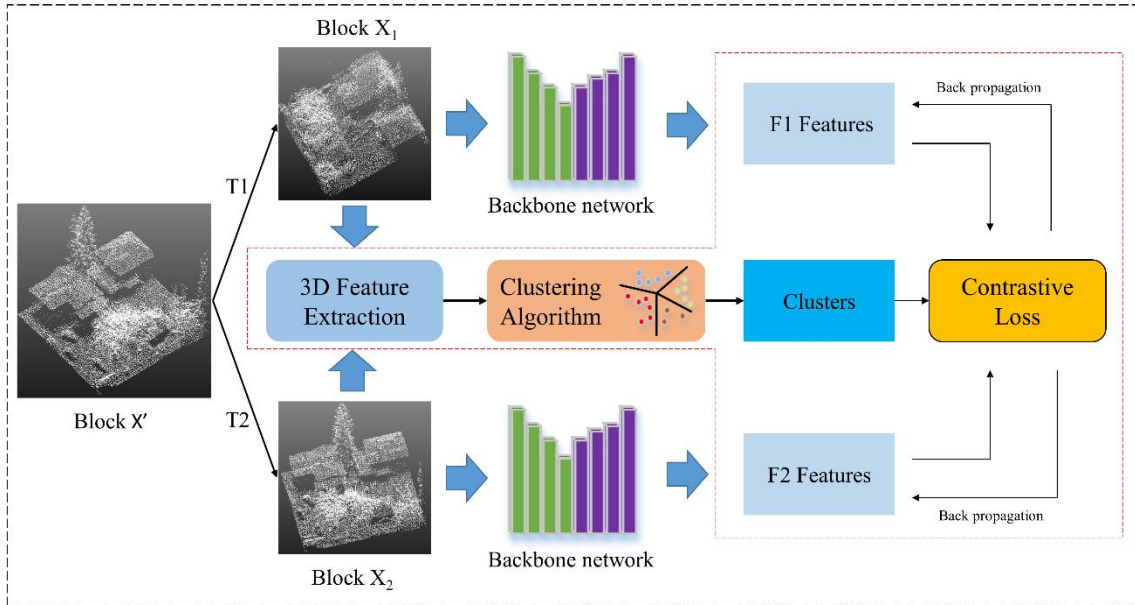 Block X₁
Back propagation
F1 Features
T1
Backbone network
3D Feature
Extraction
Clustering
Algorithm
Clusters
Contrastive
Loss
Block X'
T2
F2 Features
Back propagation
Backbone network
Block X₂